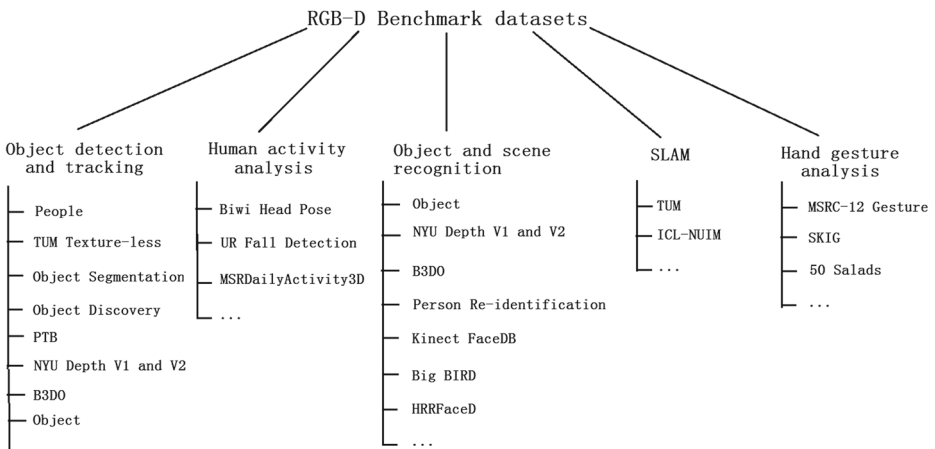 RGB-D Benchmark datasets
Object detection
and tracking
People
TUM Texture-less
Object Segmentation
Object Discovery
PTB
NYU Depth V1 and V2
B3DO
Object
Human activity
analysis
Biwi Head Pose
UR Fall Detection
MSRDailyActivity3D
...
Object and scene
recognition
Object
NYU Depth V1 and V2
B3DO
Person Re-identification
Kinect FaceDB
Big BIRD
HRRFaceD
...
SLAM
TUM
ICL-NUIM
...
Hand gesture
analysis
MSRC-12 Gesture
SKIG
50 Salads
...